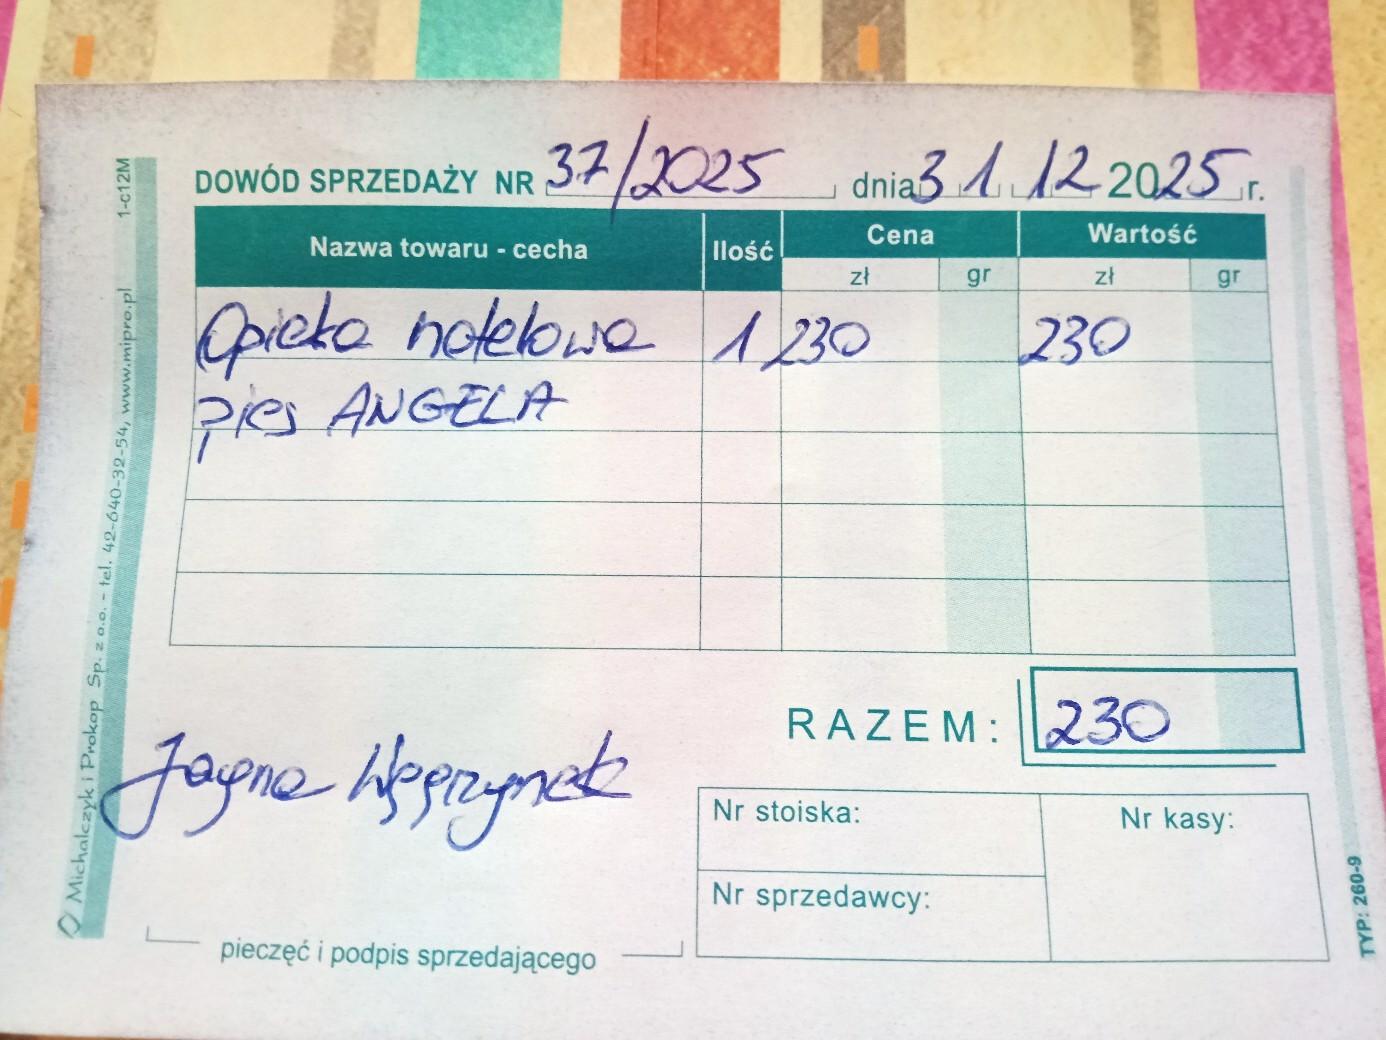 DOWÓD SPRZEDAŻY NR 37/2025 dnia 31 12 2025 r.
Nazwa towaru - cecha Ilość Cena Wartość
zł gr zł gr
Opieka hotelowa 1 230 230
pies ANGELA
RAZEM: 230
Jagna Węgrzynek
Nr stoiska: Nr kasy:
Nr sprzedawcy:
pieczęć i podpis sprzedającego
Michalczyk i Prokop Sp. z o.o. - tel. 42-640-32-54, www.mipro.pl 1-c12M
TYP: 260-9